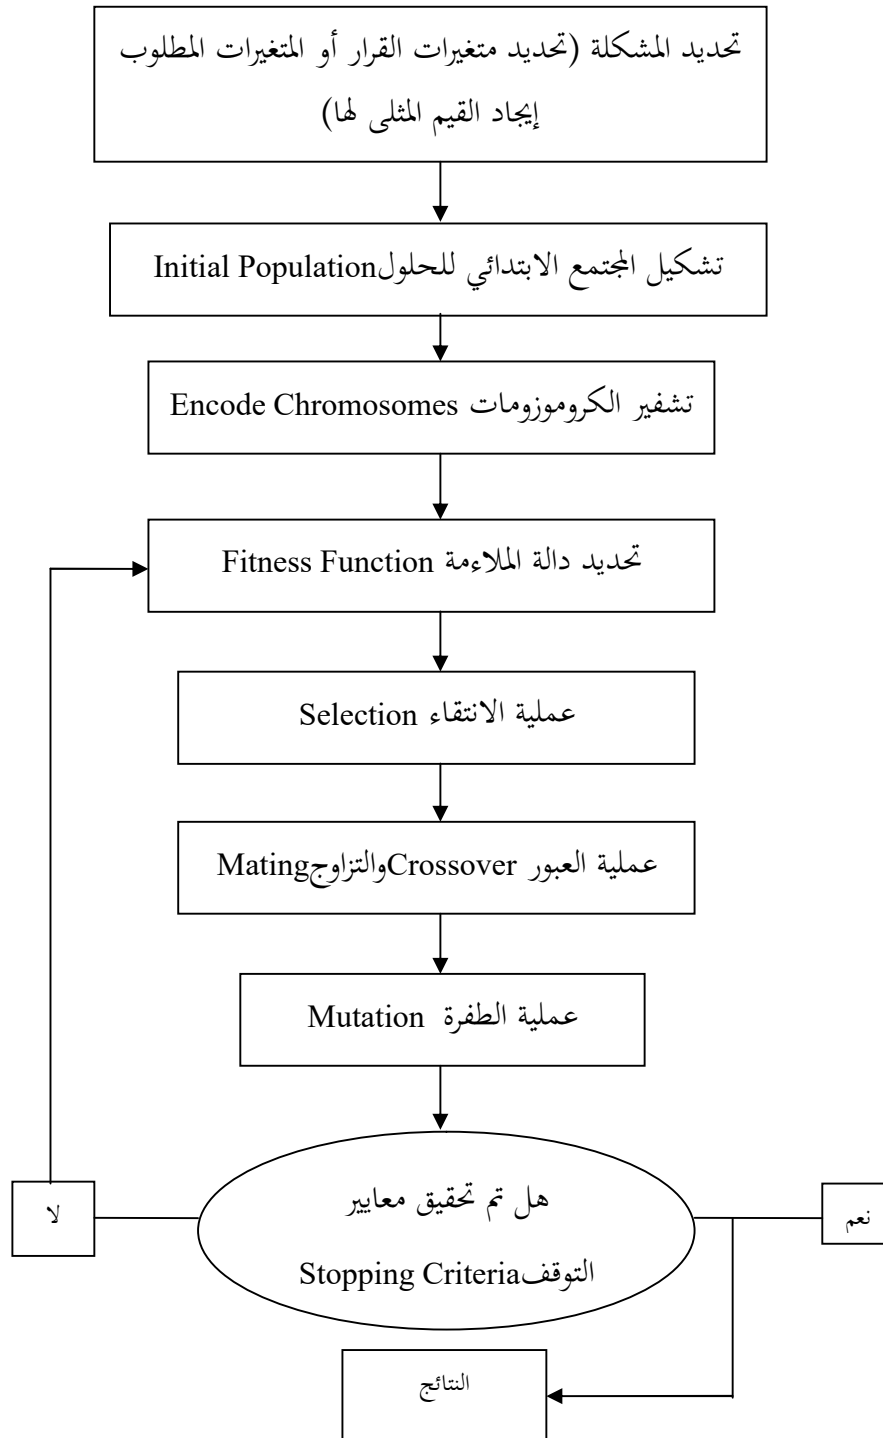 تحديد المشكلة (تحديد متغيرات القرار أو المتغيرات المطلوب
إيجاد القيم المثلى لها)
تشكيل المجتمع الابتدائي للحلولInitial Population
تشفير الكروموزومات Encode Chromosomes
تحديد دالة الملاءمة Fitness Function
عملية الانتقاء Selection
عملية العبور CrossoverوالتزاوجMating
عملية الطفرة Mutation
هل تم تحقيق معايير
التوقفStopping Criteria
نعم
لا
النتائج